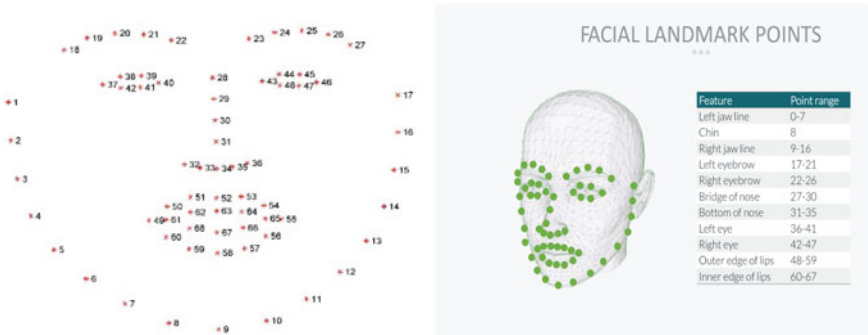 FACIAL LANDMARK POINTS
18 19 20 21 22 23 24 25 26 27
38 39 44 45
37 42 41 40 28 43 48 47 46
29
1 17
30
2 31 16
32 33 34 35 36
3 15
51 52 53
50 62 63 64 54
4 49 61 65 55 14
68 67 66
60 56
5 59 58 57 13
6 12
7 11
8 9 10
Feature Point range
Left jaw line 0-7
Chin 8
Right jaw line 9-16
Left eyebrow 17-21
Right eyebrow 22-26
Bridge of nose 27-30
Bottom of nose 31-35
Left eye 36-41
Right eye 42-47
Outer edge of lips 48-59
Inner edge of lips 60-67